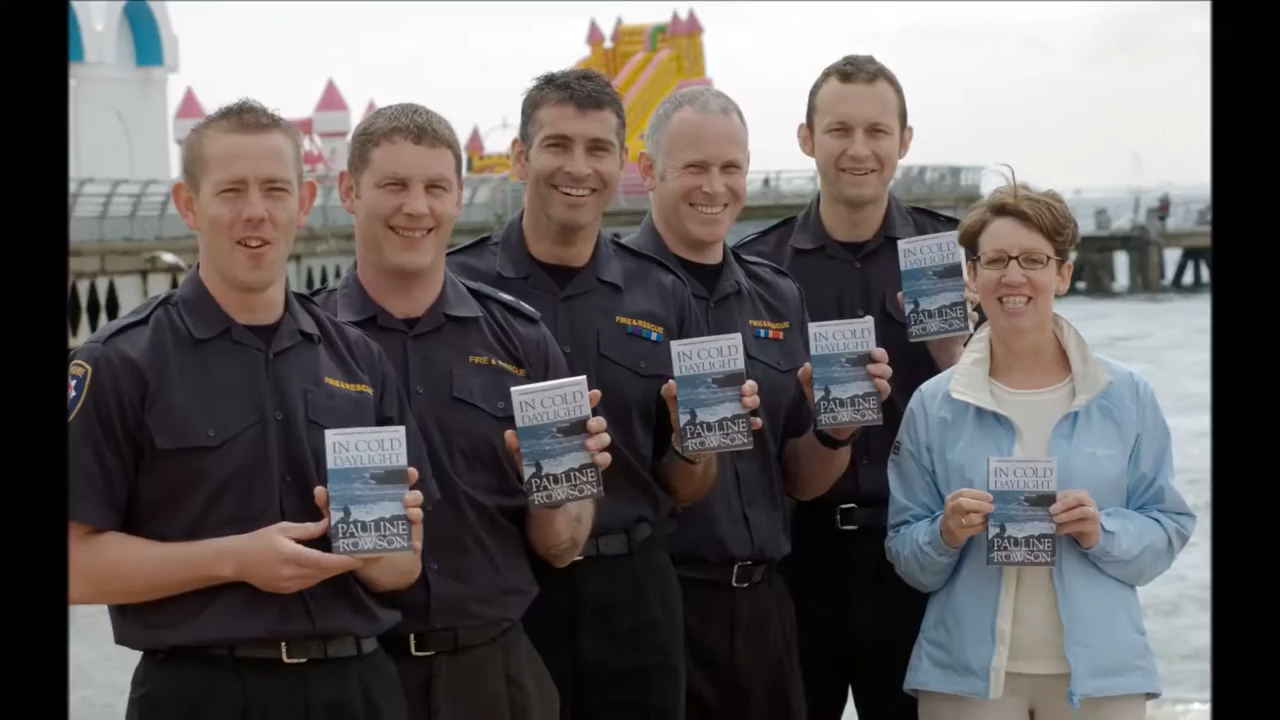 FIRE & RESCUE
IN COLD
DAYLIGHT
PAULINE
ROWSON
FIRE & RESCUE
IN COLD
DAYLIGHT
PAULINE
ROWSON
FIRE & RESCUE
IN COLD
DAYLIGHT
PAULINE
ROWSON
FIRE & RESCUE
IN COLD
DAYLIGHT
PAULINE
ROWSON
IN COLD
DAYLIGHT
PAULINE
ROWSON
IN COLD
DAYLIGHT
PAULINE
ROWSON